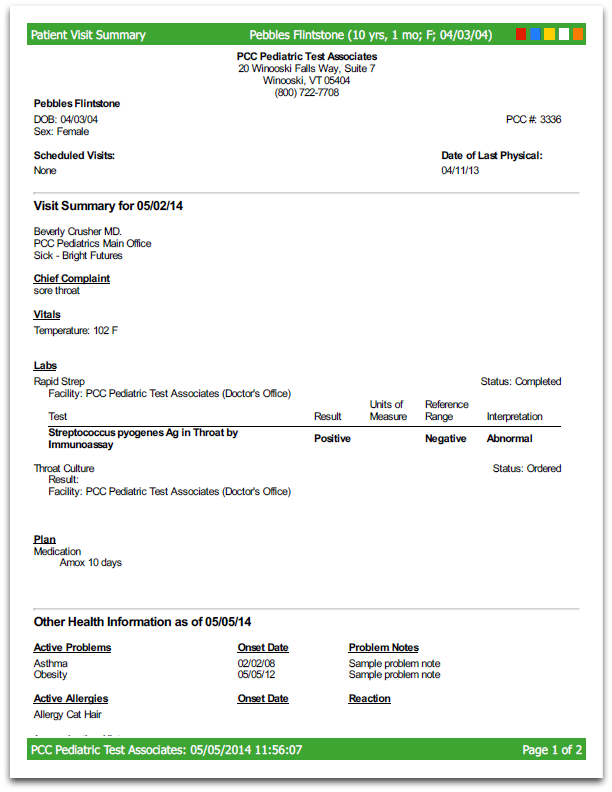 Patient Visit Summary Pebbles Flintstone (10 yrs, 1 mo; F; 04/03/04)
PCC Pediatric Test Associates
20 Winooski Falls Way, Suite 7
Winooski, VT 05404
(800) 722-7708
Pebbles Flintstone
DOB: 04/03/04 PCC #: 3336
Sex: Female
Scheduled Visits: Date of Last Physical:
None 04/11/13
Visit Summary for 05/02/14
Beverly Crusher MD.
PCC Pediatrics Main Office
Sick - Bright Futures
Chief Complaint
sore throat
Vitals
Temperature: 102 F
Labs
Rapid Strep Status: Completed
Facility: PCC Pediatric Test Associates (Doctor's Office)
Test Result Units of Measure Reference Range Interpretation
Streptococcus pyogenes Ag in Throat by Immunoassay Positive Negative Abnormal
Throat Culture Status: Ordered
Result:
Facility: PCC Pediatric Test Associates (Doctor's Office)
Plan
Medication
Amox 10 days
Other Health Information as of 05/05/14
Active Problems Onset Date Problem Notes
Asthma 02/02/08 Sample problem note
Obesity 05/05/12 Sample problem note
Active Allergies Onset Date Reaction
Allergy Cat Hair
PCC Pediatric Test Associates: 05/05/2014 11:56:07 Page 1 of 2